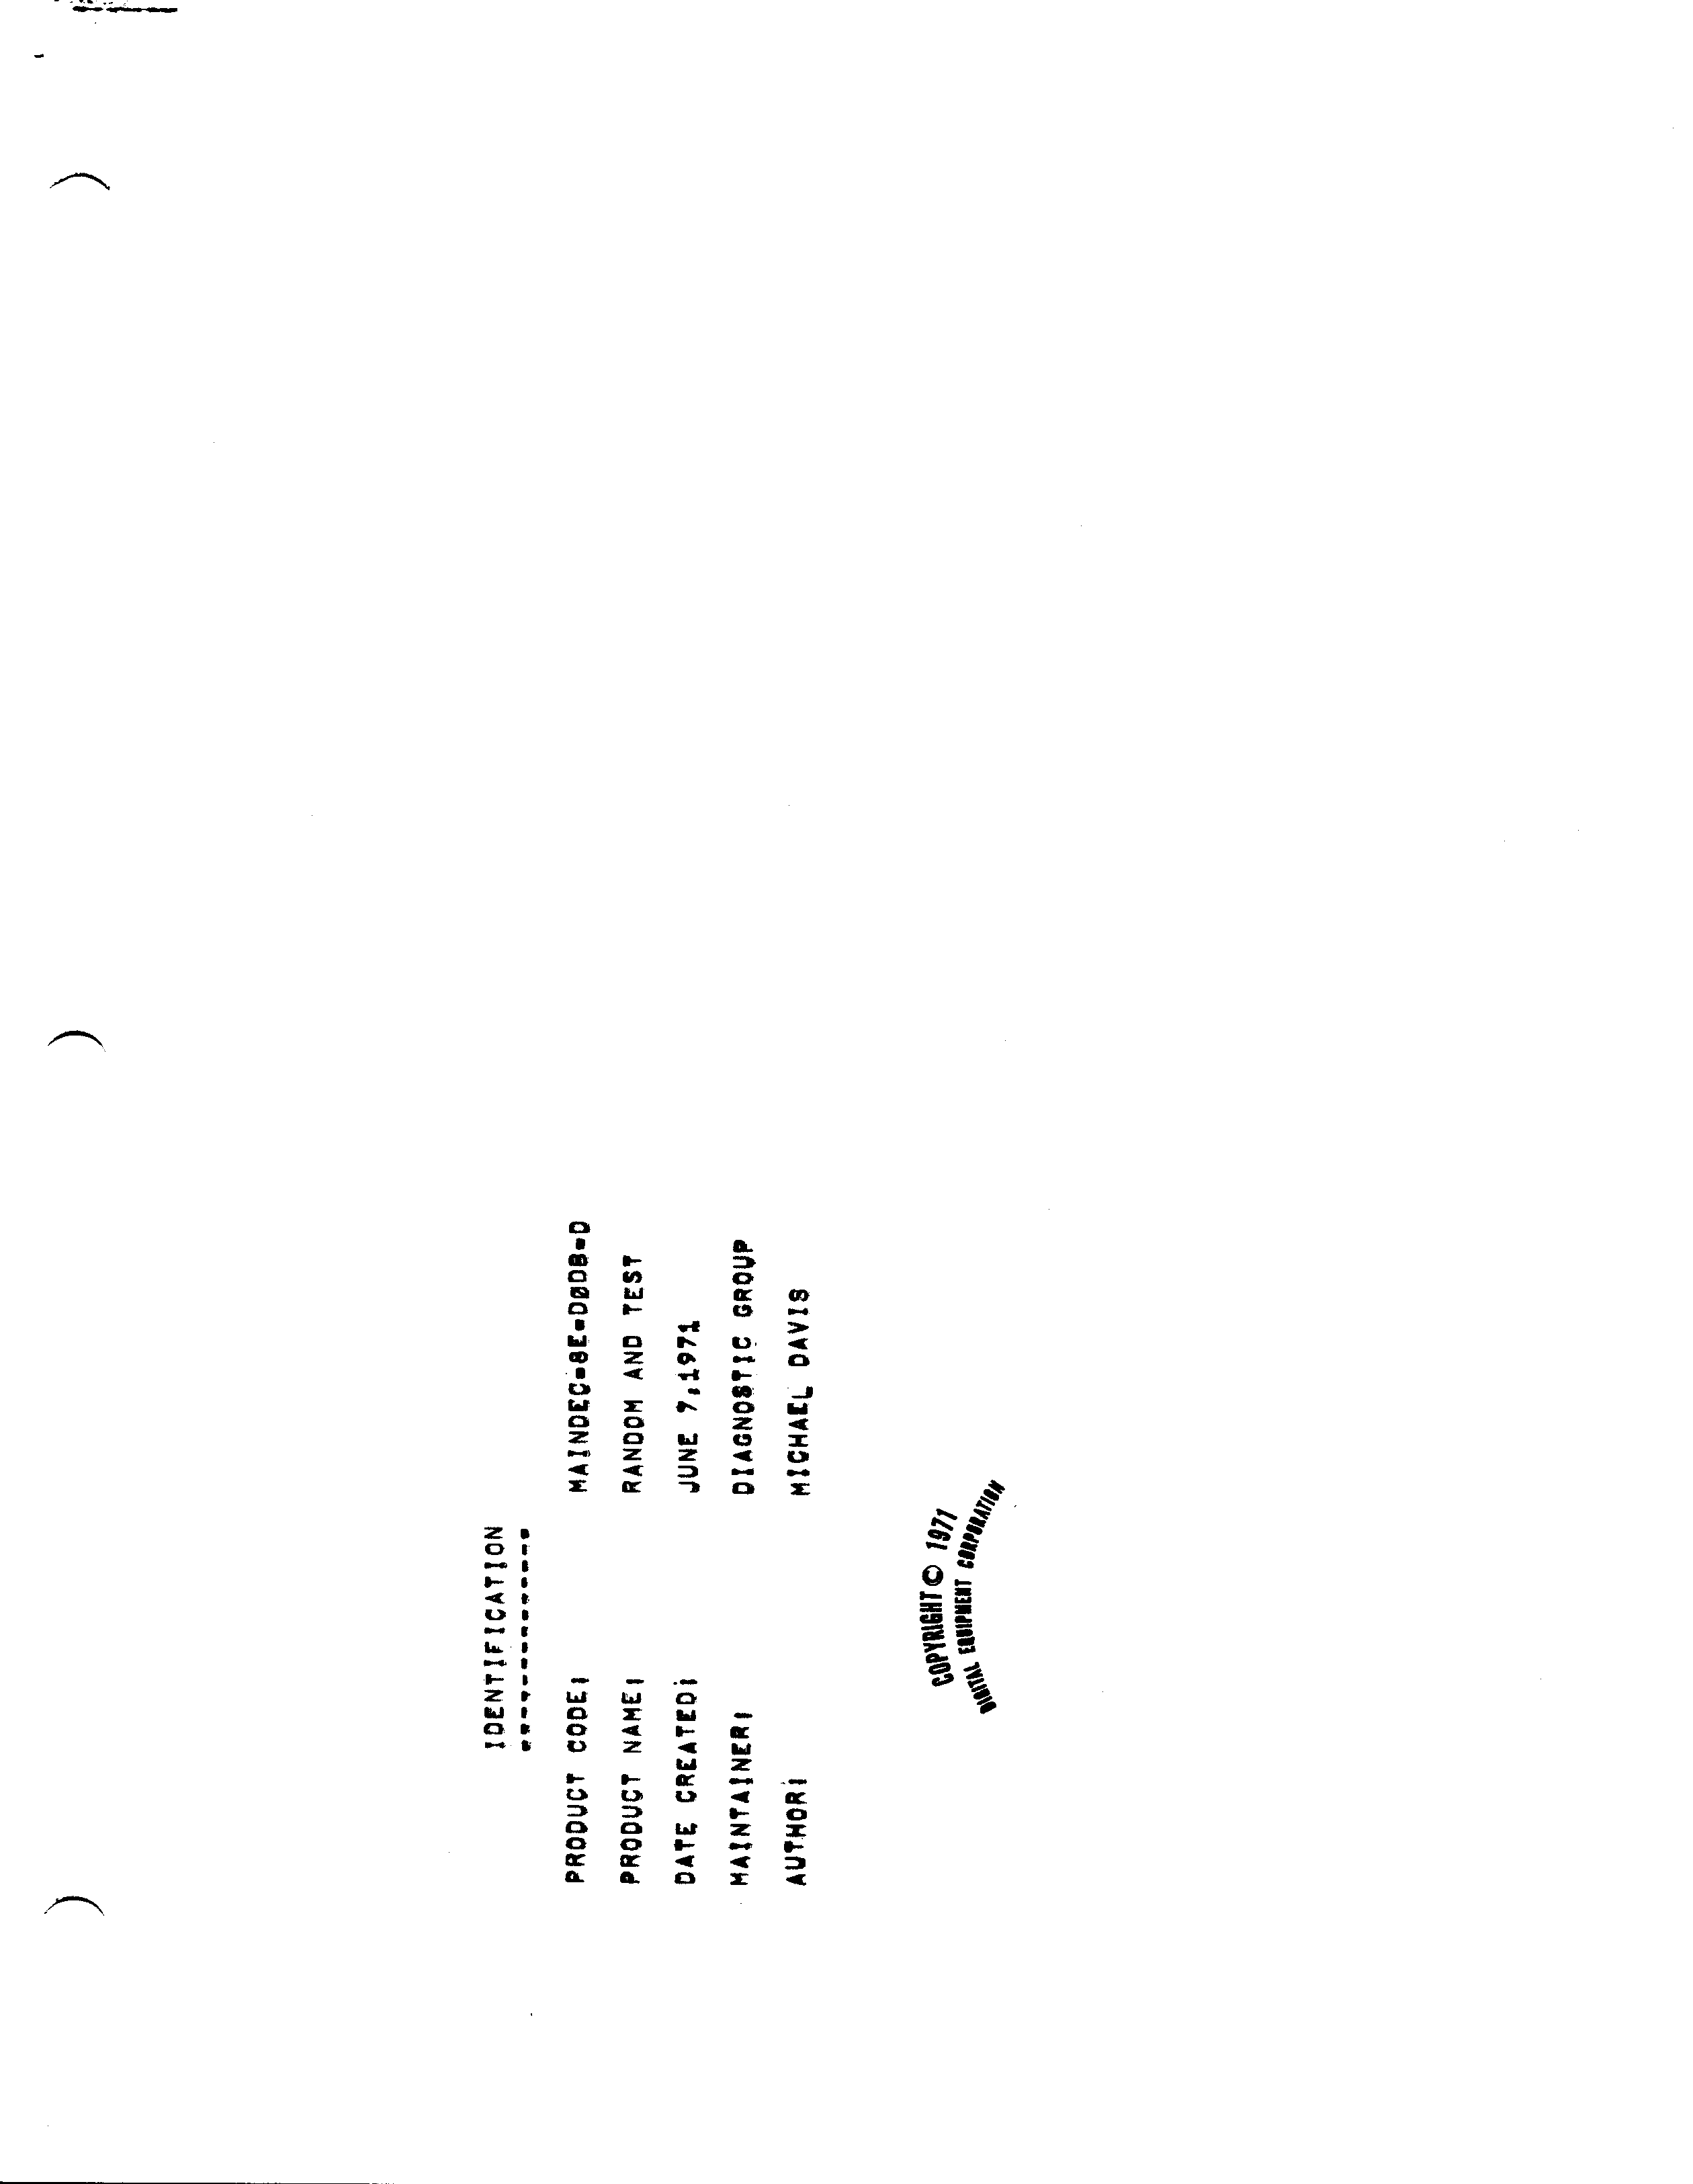 IDENTIFICATION
--------------
PRODUCT CODE: MAINDEC-8E-D0DB-D
PRODUCT NAME: RANDOM AND TEST
DATE CREATED: JUNE 7,1971
MAINTAINER: DIAGNOSTIC GROUP
AUTHOR: MICHAEL DAVIS
COPYRIGHT © 1971
DIGITAL EQUIPMENT CORPORATION